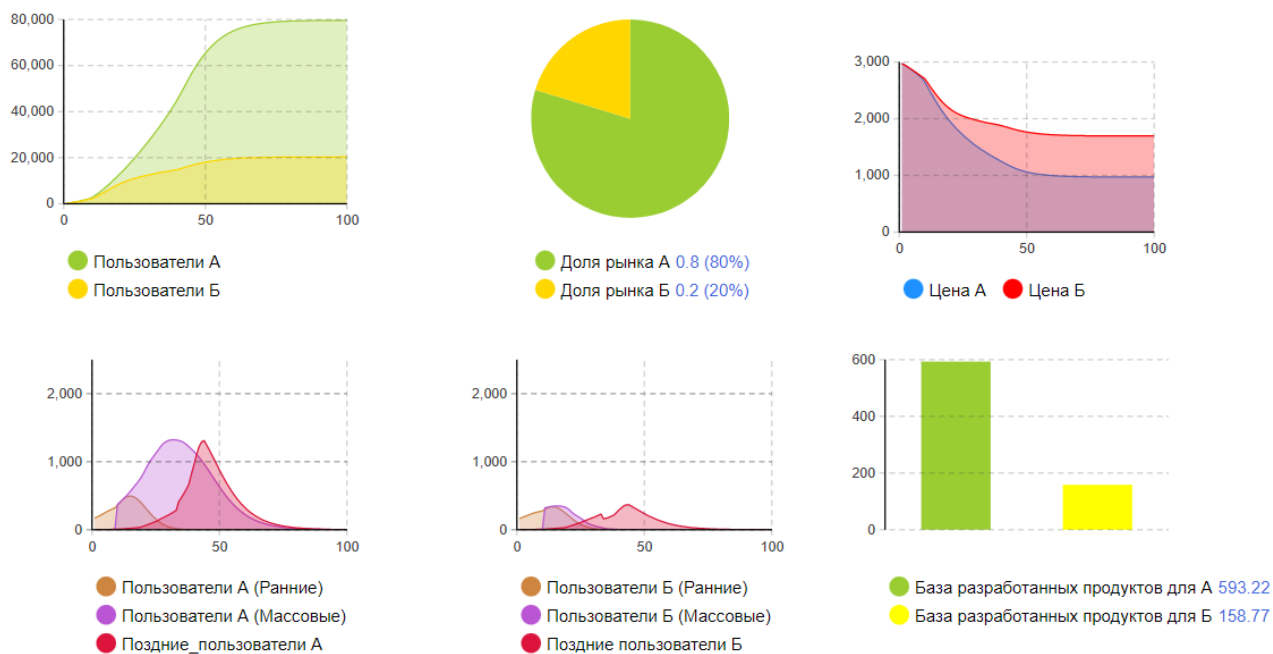 80,000
60,000
40,000
20,000
0
0 50 100
Пользователи А
Пользователи Б
Доля рынка А 0.8 (80%)
Доля рынка Б 0.2 (20%)
3,000
2,000
1,000
0
0 50 100
Цена А Цена Б
2,000
1,000
0
0 50 100
Пользователи А (Ранние)
Пользователи А (Массовые)
Поздние_пользователи А
2,000
1,000
0
0 50 100
Пользователи Б (Ранние)
Пользователи Б (Массовые)
Поздние пользователи Б
600
400
200
0
База разработанных продуктов для А 593.22
База разработанных продуктов для Б 158.77